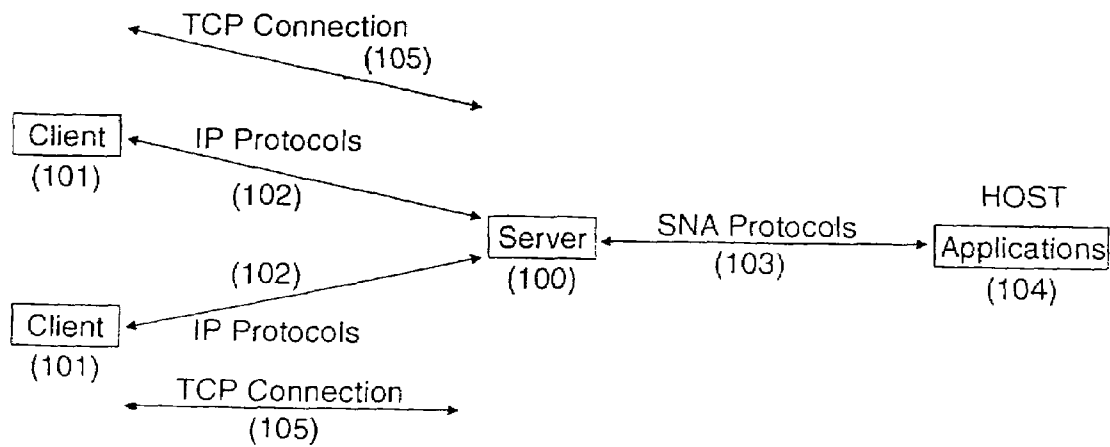 TCP Connection
(105)
Client
(101)
IP Protocols
(102)
HOST
Server
(100)
SNA Protocols
(103)
Applications
(104)
(102)
Client
(101)
IP Protocols
TCP Connection
(105)